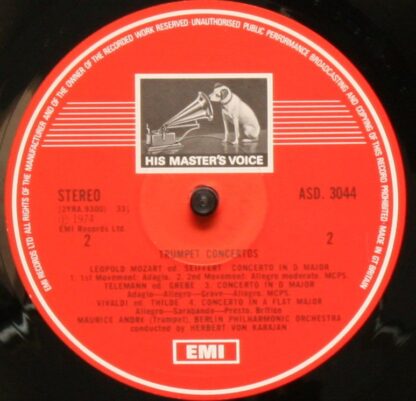 EMI RECORDS LTD ALL RIGHTS OF THE MANUFACTURER AND OF THE OWNER OF THE RECORDED WORK RESERVED·UNAUTHORISED PUBLIC PERFORMANCE BROADCASTING AND COPYING OF THIS RECORD PROHIBITED MADE IN GT BRITAIN
HIS MASTER'S VOICE
STEREO ASD. 3044
(2YRA.9300) 33⅓
℗ 1974
EMI Records Ltd.
2 2
TRUMPET CONCERTOS
LEOPOLD MOZART ed. SEIFFERT CONCERTO IN D MAJOR
1. 1st Movement: Adagio. 2. 2nd Movement: Allegro moderato. MCPS.
TELEMANN ed. GREBE 3. CONCERTO IN D MAJOR
Adagio—Allegro—Grave—Allegro. MCPS.
VIVALDI ed THILDE 4. CONCERTO IN A FLAT MAJOR
Allegro—Sarabande—Presto. Britico
MAURICE ANDRE (Trumpet), BERLIN PHILHARMONIC ORCHESTRA
conducted by HERBERT VON KARAJAN
EMI